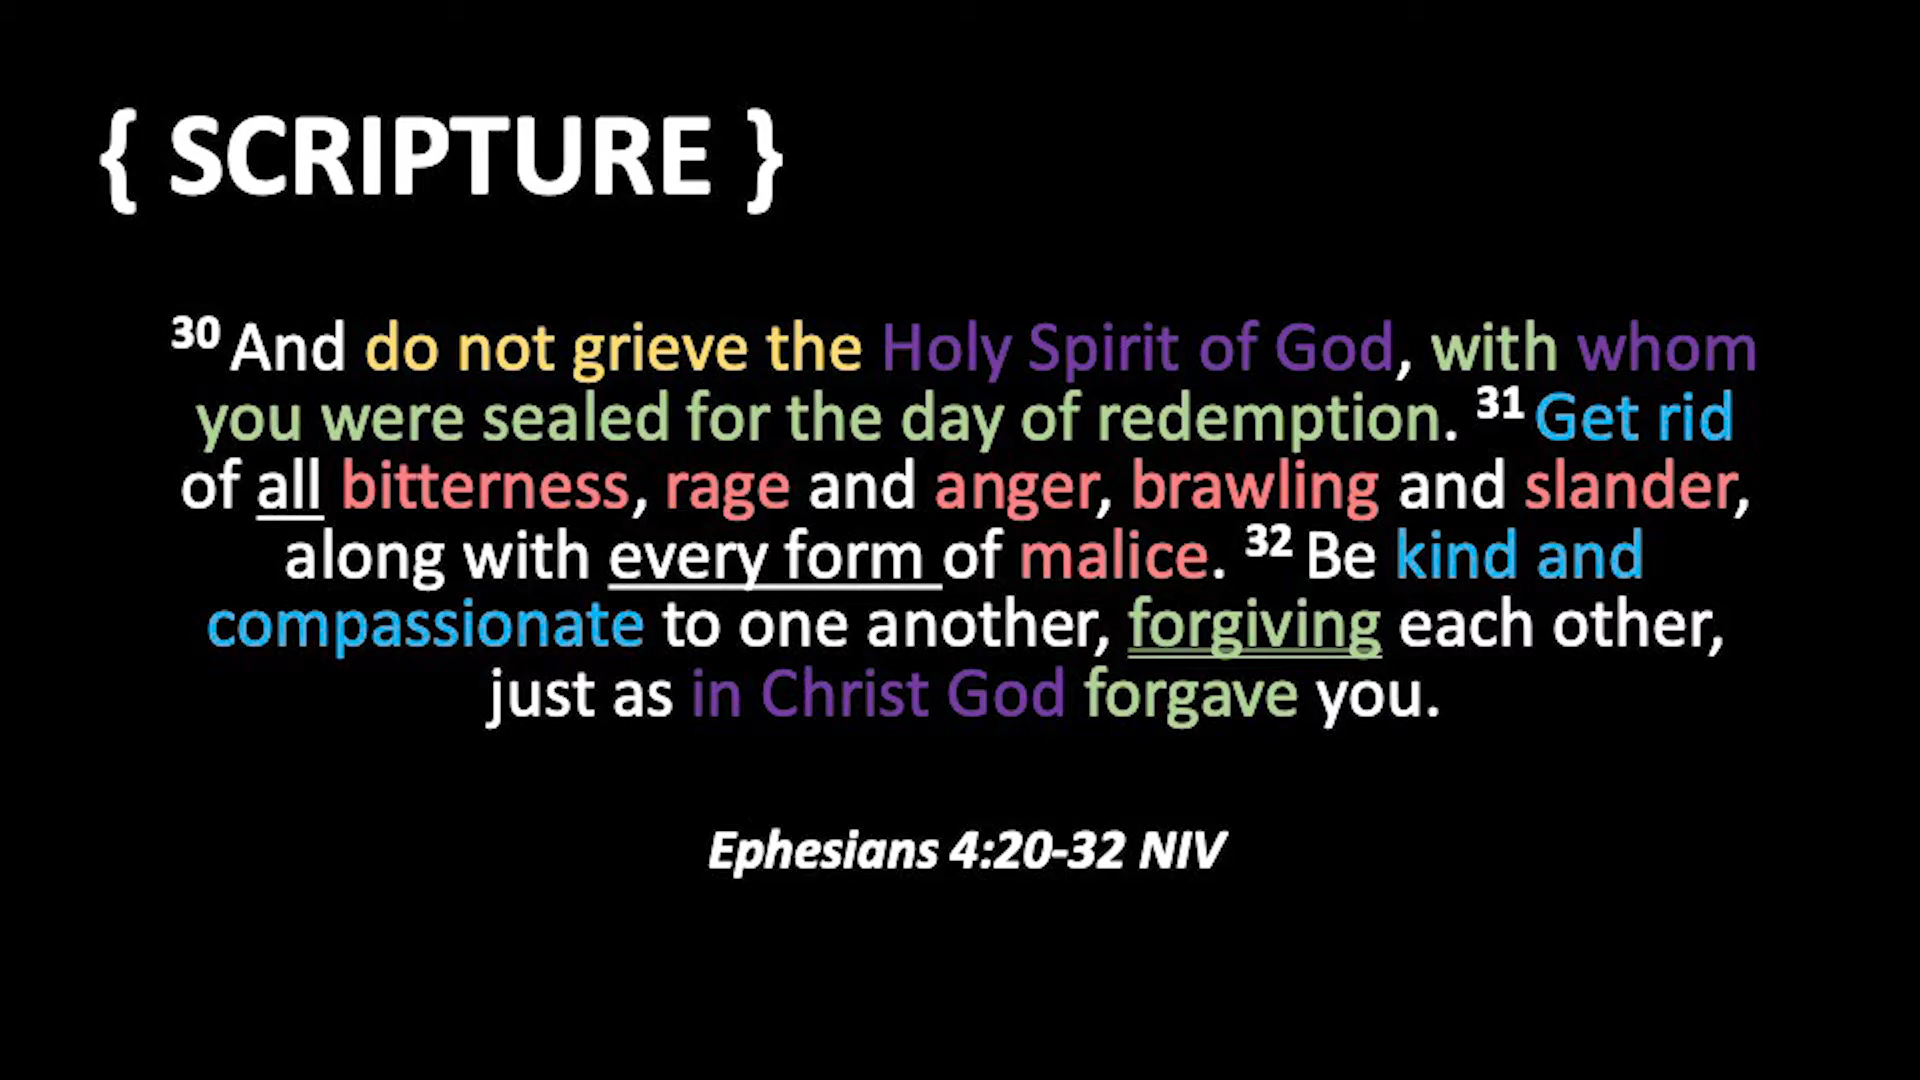 { SCRIPTURE }
30 And do not grieve the Holy Spirit of God, with whom
you were sealed for the day of redemption. 31 Get rid
of all bitterness, rage and anger, brawling and slander,
along with every form of malice. 32 Be kind and
compassionate to one another, forgiving each other,
just as in Christ God forgave you.
Ephesians 4:20-32 NIV